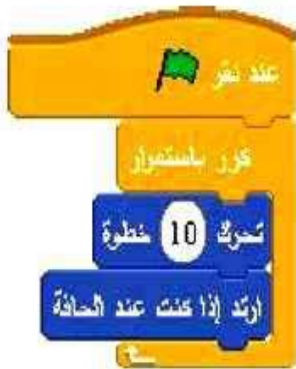 عند نقر
كرر باستمرار
تحرك 10 خطوة
ارتد إذا كنت عند الحافة